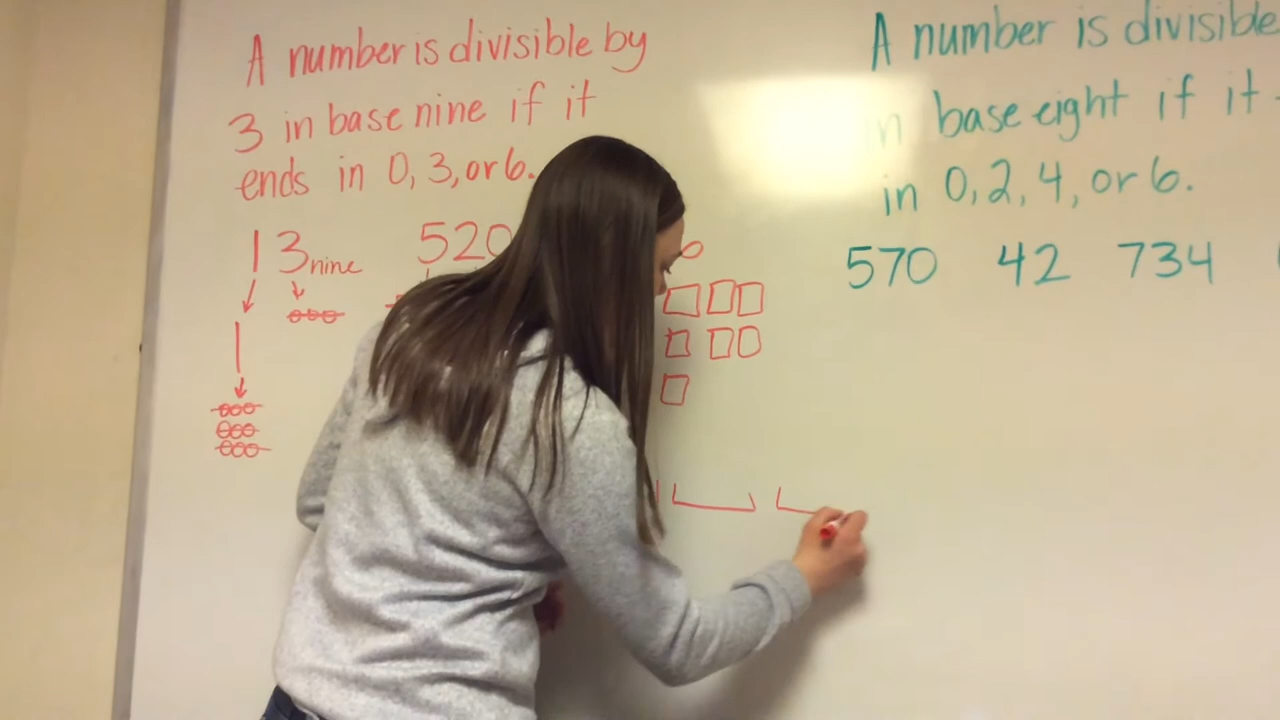 A number is divisible by
3 in base nine if it
ends in 0, 3, or 6.
13nine 520
A number is divisible
in base eight if it
in 0, 2, 4, or 6.
570 42 734